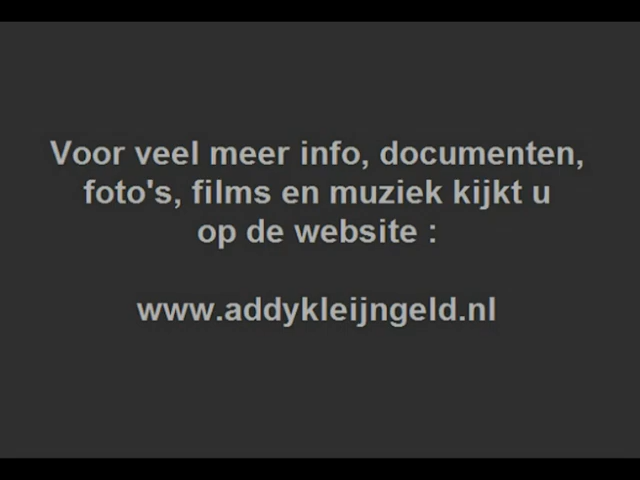 Voor veel meer info, documenten,
foto's, films en muziek kijkt u
op de website :
www.addykleijngeld.nl